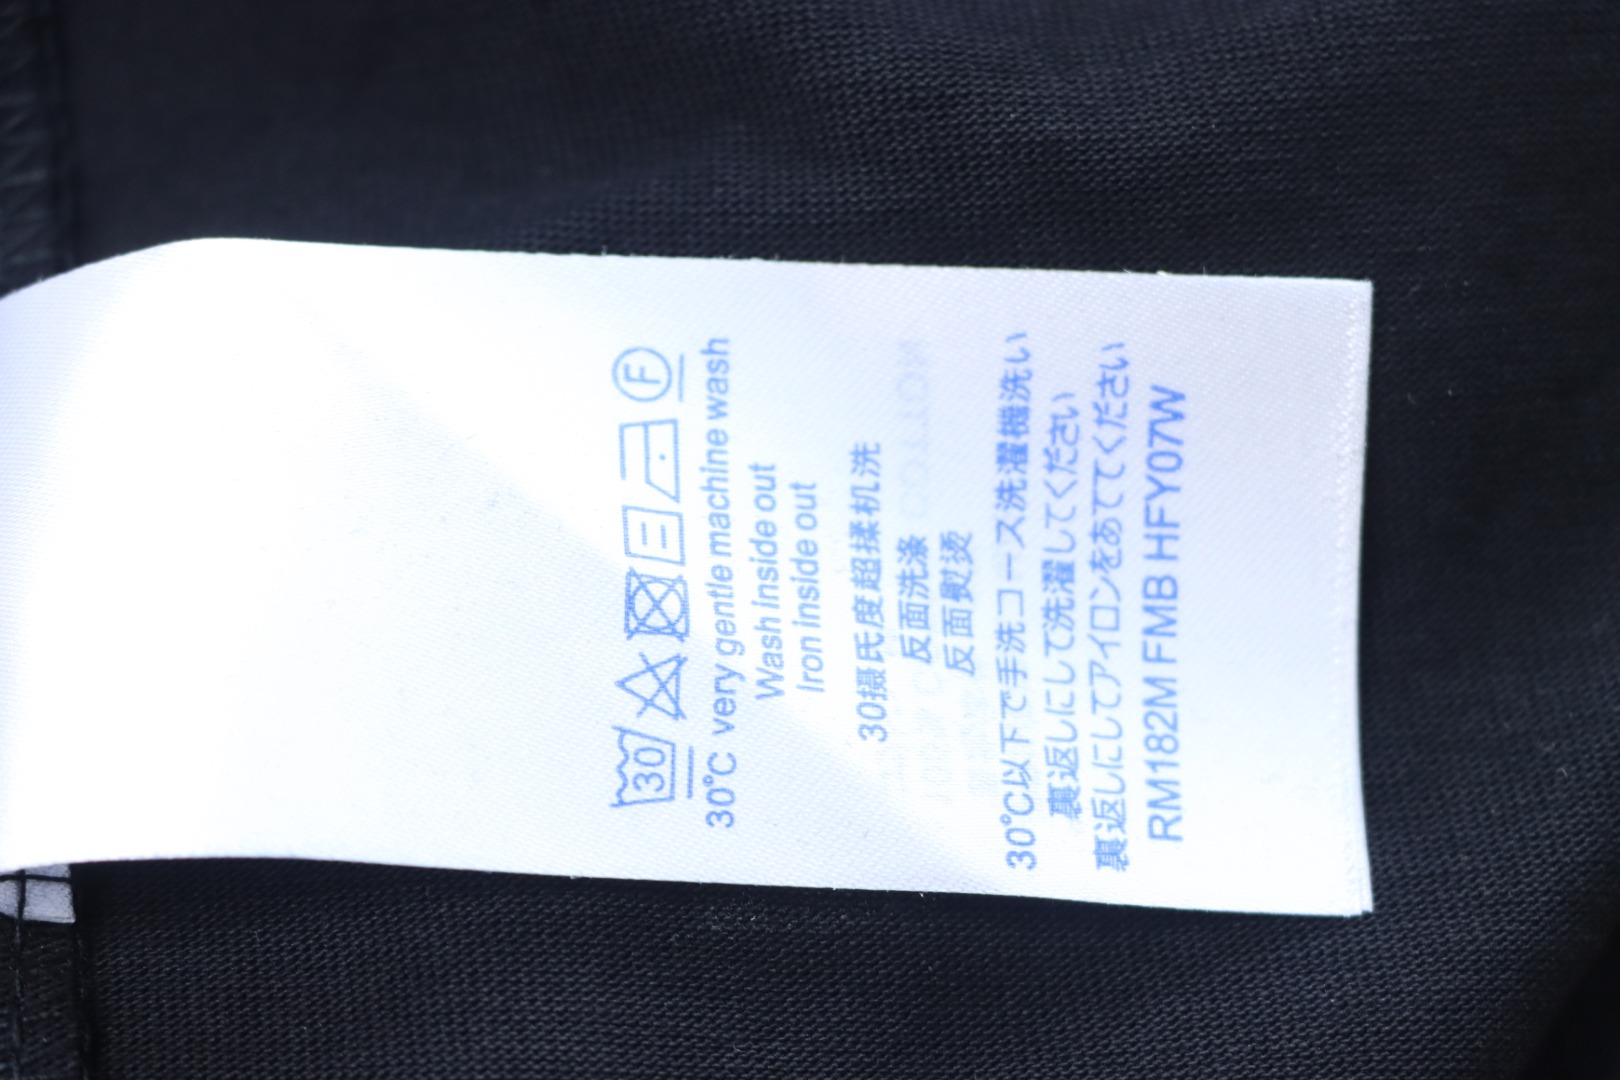 30 F
30°C very gentle machine wash
Wash inside out
Iron inside out
30摄氏度超揉机洗
反面洗涤
反面熨烫
30℃以下で手洗コース洗濯機洗い
裏返しにして洗濯してください
裏返しにしてアイロンをあててください
RM182M FMB HFY07W